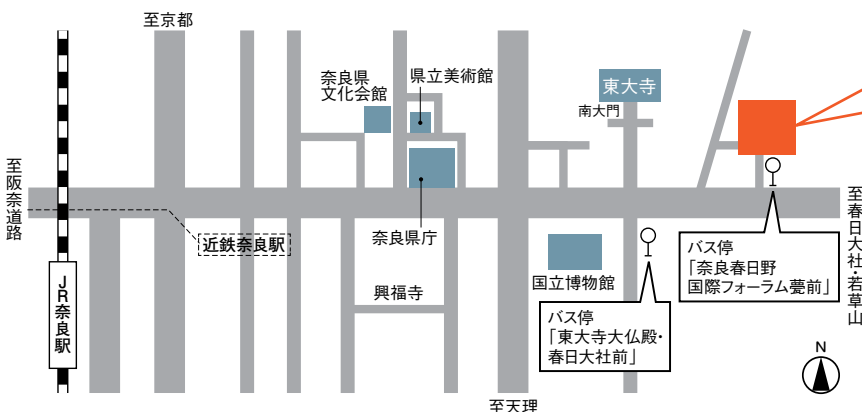 至京都
奈良県
文化会館
県立美術館
東大寺
南大門
至阪奈道路
近鉄奈良駅
奈良県庁
JR奈良駅
興福寺
国立博物館
バス停
「東大寺大仏殿・
春日大社前」
バス停
「奈良春日野
国際フォーラム甍前」
至春日大社・若草山
N
至天理